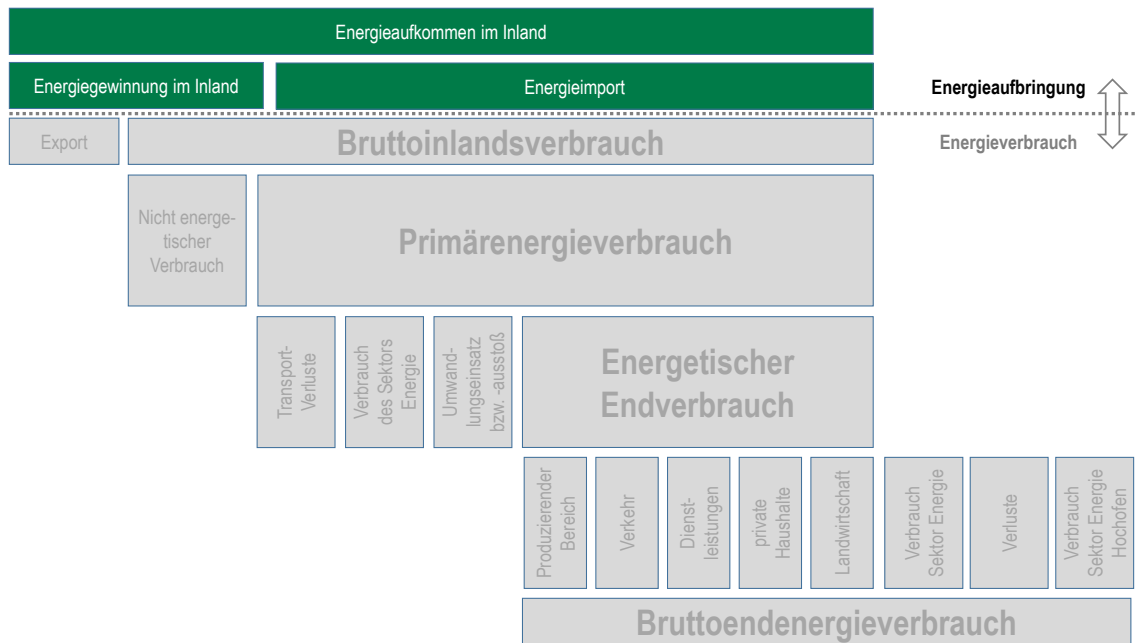 Energieaufkommen im Inland
Energiegewinnung im Inland
Energieimport
Energieaufbringung
Export
Bruttoinlandsverbrauch
Energieverbrauch
Nicht energe-
tischer
Verbrauch
Primärenergieverbrauch
Transport-
Verluste
Verbrauch
des Sektors
Energie
Umwand-
lungseinsatz
bzw. -ausstoß
Energetischer
Endverbrauch
Produzierender
Bereich
Verkehr
Dienst-
leistungen
private
Haushalte
Landwirtschaft
Verbrauch
Sektor Energie
Verluste
Verbrauch
Sektor Energie
Hochofen
Bruttoendenergieverbrauch